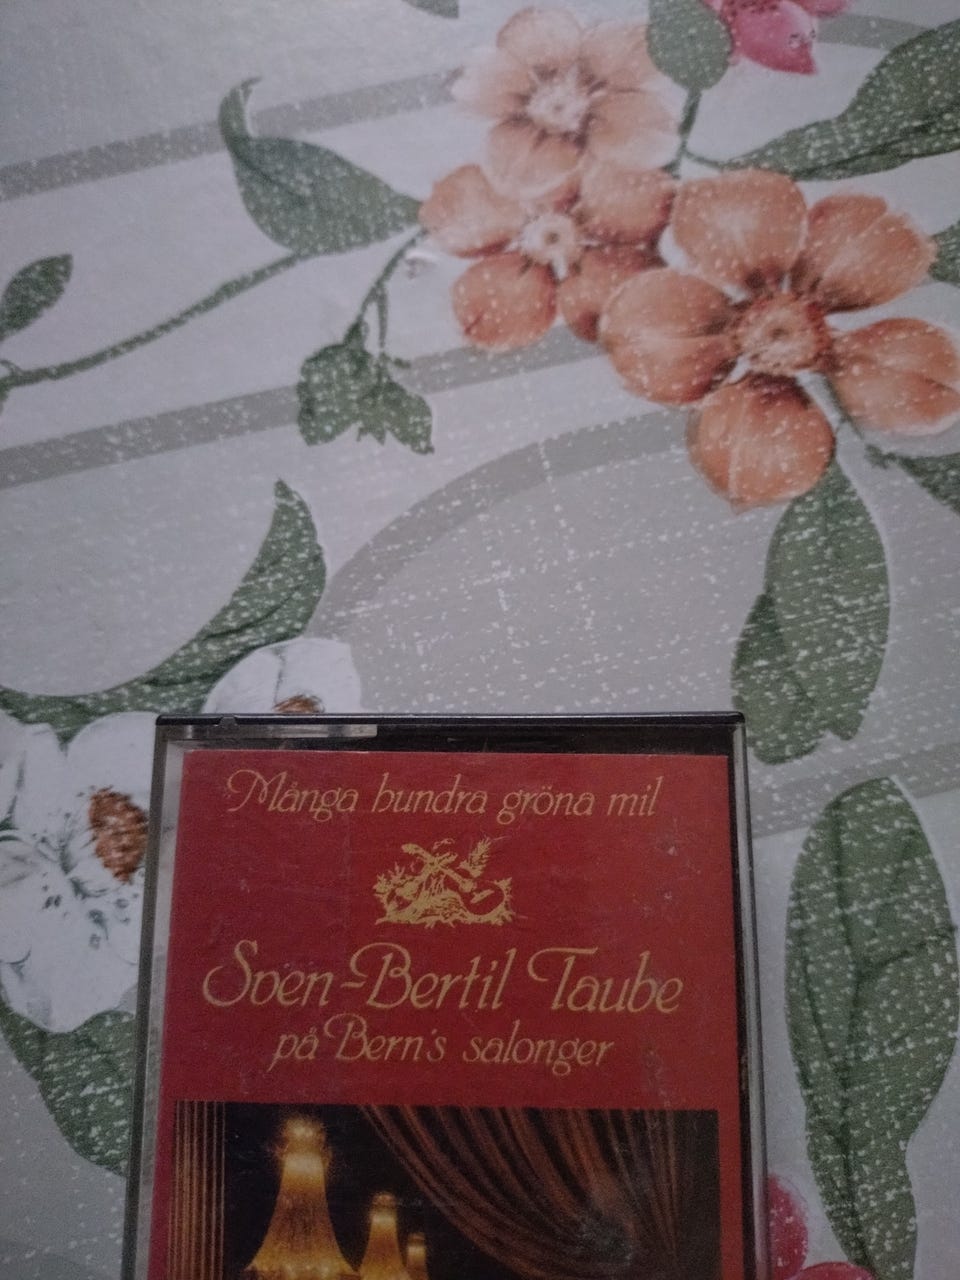 Många hundra gröna mil
Sven-Bertil Taube
på Bern's salonger